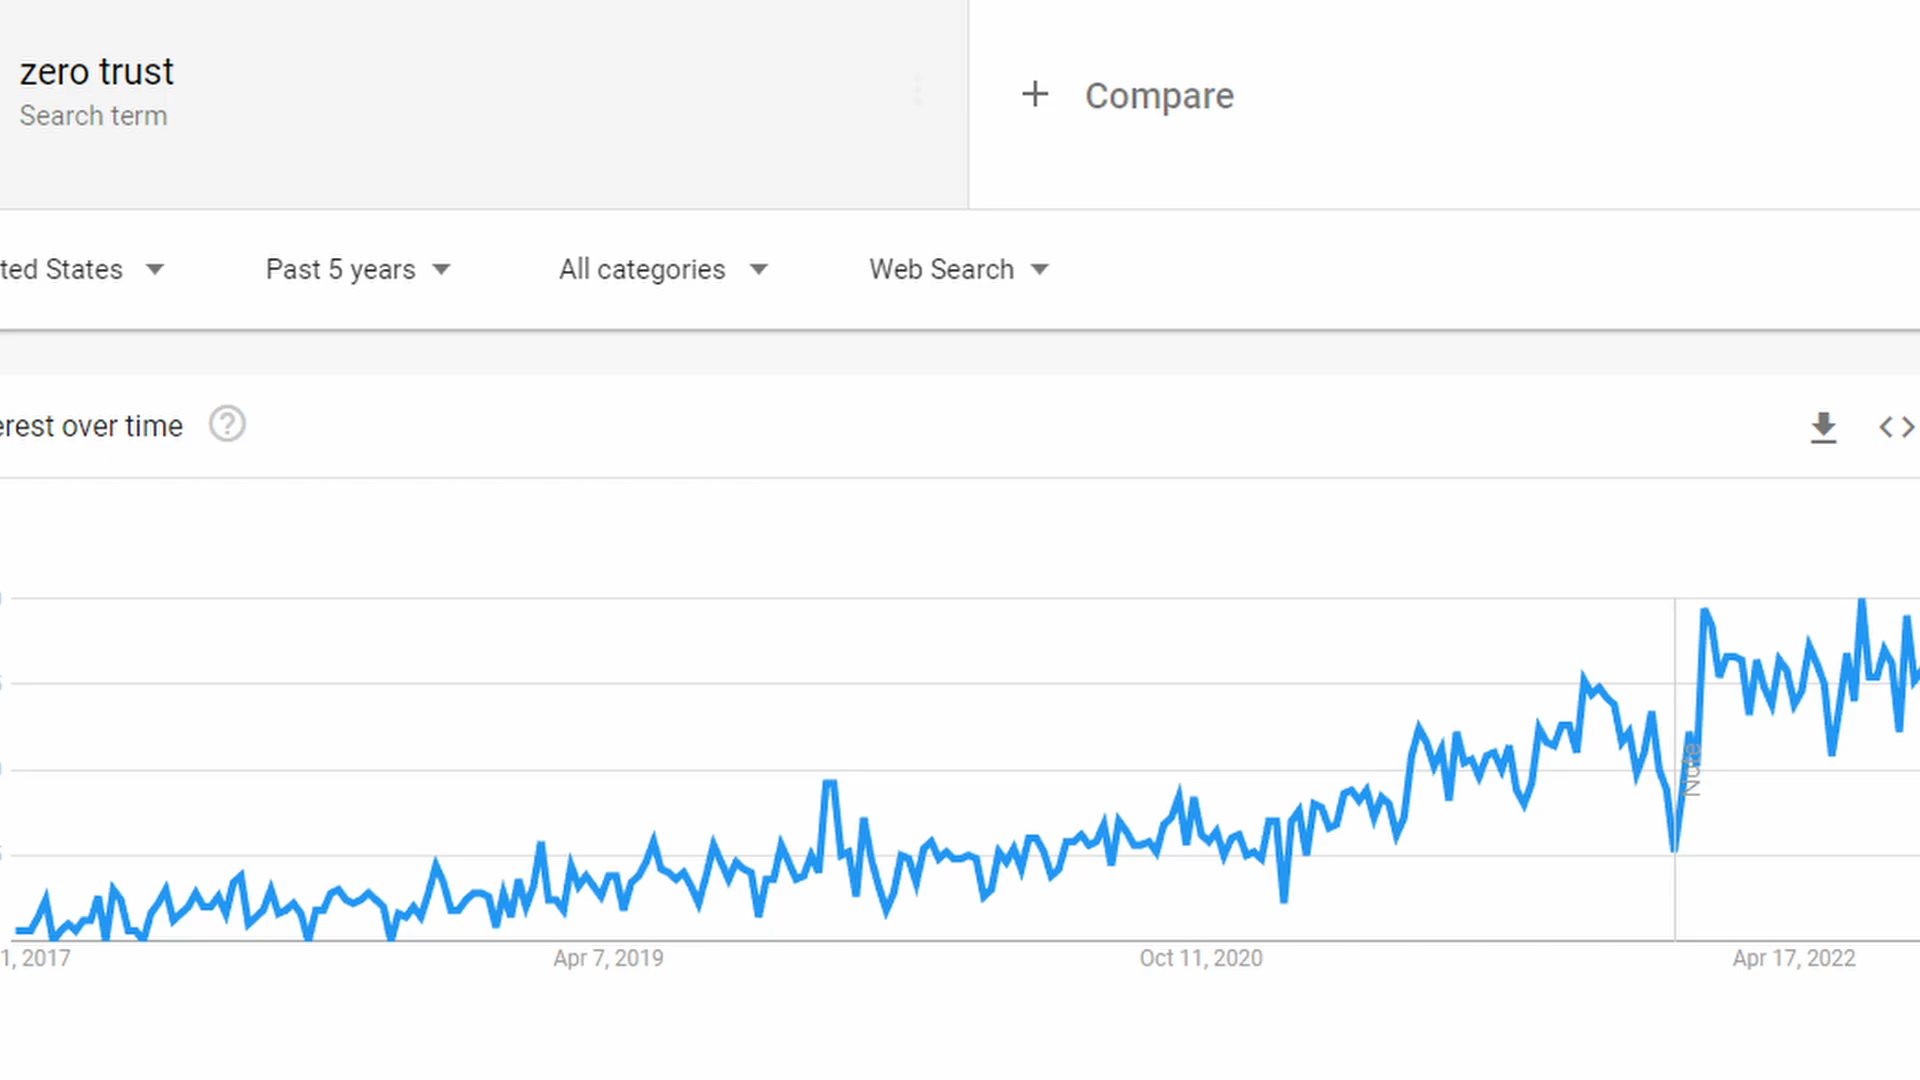 zero trust
Search term
+ Compare
ted States
Past 5 years
All categories
Web Search
erest over time
?
Note
1, 2017
Apr 7, 2019
Oct 11, 2020
Apr 17, 2022